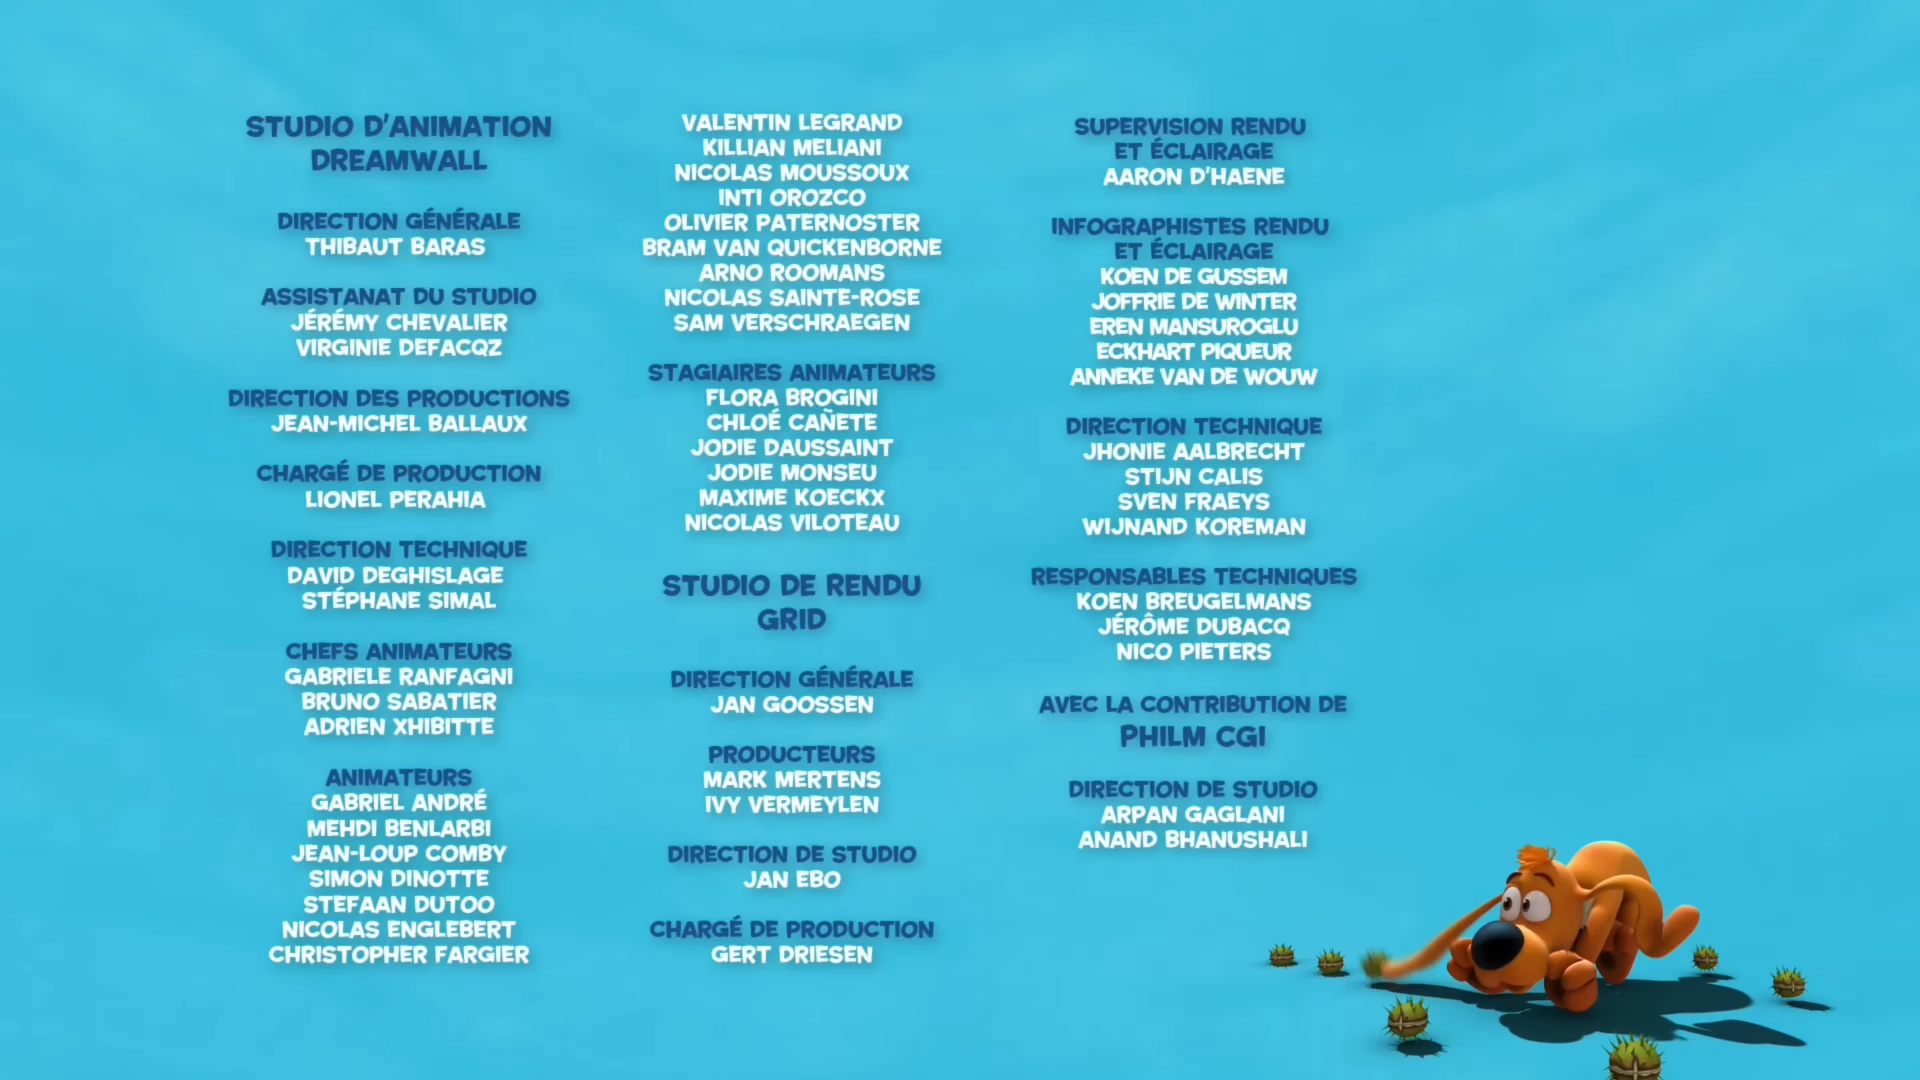 STUDIO D'ANIMATION
DREAMWALL
DIRECTION GÉNÉRALE
THIBAUT BARAS
ASSISTANAT DU STUDIO
JÉRÉMY CHEVALIER
VIRGINIE DEFACQZ
DIRECTION DES PRODUCTIONS
JEAN-MICHEL BALLAUX
CHARGÉ DE PRODUCTION
LIONEL PERAHIA
DIRECTION TECHNIQUE
DAVID DEGHISLAGE
STÉPHANE SIMAL
CHEFS ANIMATEURS
GABRIELE RANFAGNI
BRUNO SABATIER
ADRIEN XHIBITTE
ANIMATEURS
GABRIEL ANDRÉ
MEHDI BENLARBI
JEAN-LOUP COMBY
SIMON DINOTTE
STEFAAN DUTOO
NICOLAS ENGLEBERT
CHRISTOPHER FARGIER
VALENTIN LEGRAND
KILLIAN MELIANI
NICOLAS MOUSSOUX
INTI OROZCO
OLIVIER PATERNOSTER
BRAM VAN QUICKENBORNE
ARNO ROOMANS
NICOLAS SAINTE-ROSE
SAM VERSCHRAEGEN
STAGIAIRES ANIMATEURS
FLORA BROGINI
CHLOÉ CAÑETE
JODIE DAUSSAINT
JODIE MONSEU
MAXIME KOECKX
NICOLAS VILOTEAU
STUDIO DE RENDU
GRID
DIRECTION GÉNÉRALE
JAN GOOSSEN
PRODUCTEURS
MARK MERTENS
IVY VERMEYLEN
DIRECTION DE STUDIO
JAN EBO
CHARGÉ DE PRODUCTION
GERT DRIESEN
SUPERVISION RENDU
ET ÉCLAIRAGE
AARON D'HAENE
INFOGRAPHISTES RENDU
ET ÉCLAIRAGE
KOEN DE GUSSEM
JOFFRIE DE WINTER
EREN MANSUROGLU
ECKHART PIQUEUR
ANNEKE VAN DE WOUW
DIRECTION TECHNIQUE
JHONIE AALBRECHT
STIJN CALIS
SVEN FRAEYS
WIJNAND KOREMAN
RESPONSABLES TECHNIQUES
KOEN BREUGELMANS
JÉRÔME DUBACQ
NICO PIETERS
AVEC LA CONTRIBUTION DE
PHILM CGI
DIRECTION DE STUDIO
ARPAN GAGLANI
ANAND BHANUSHALI